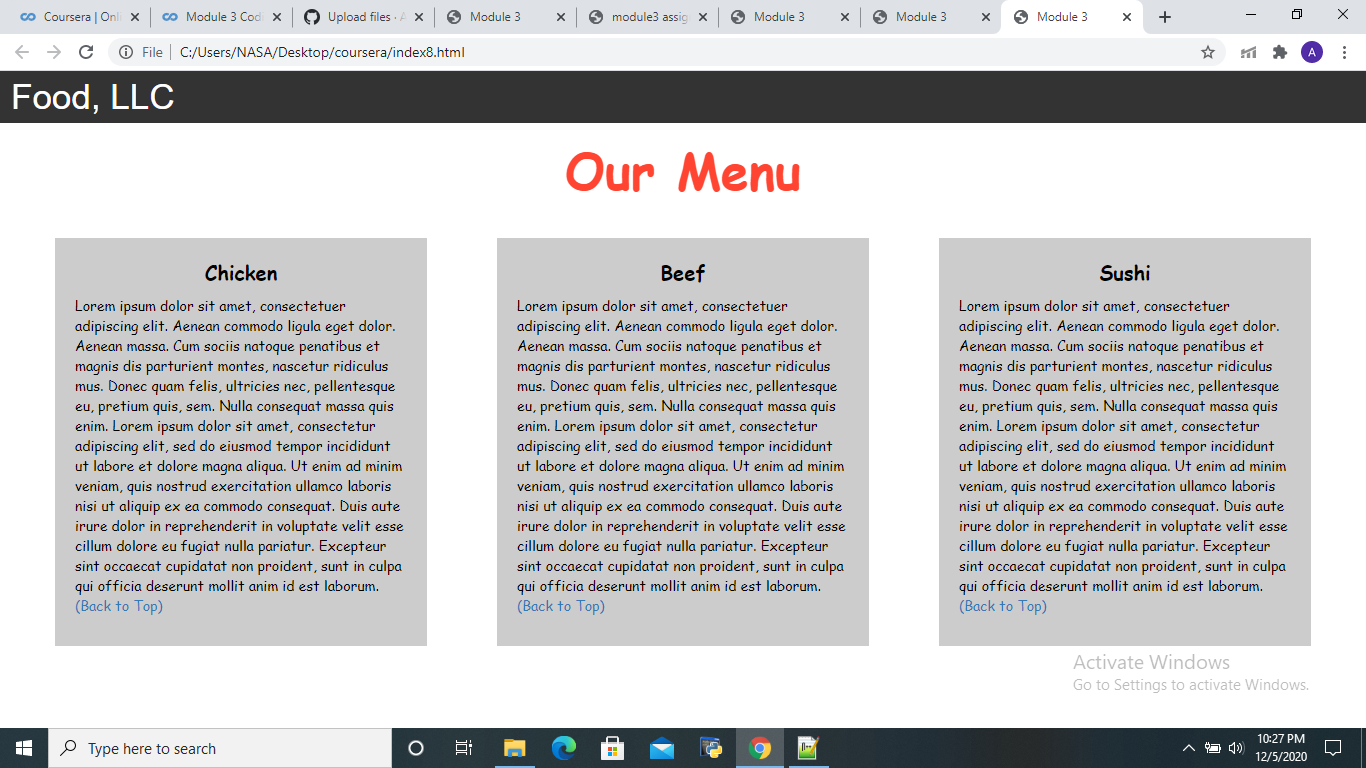 Coursera | Onli
Module 3 Cod
Upload files · A
Module 3
module3 assig
Module 3
Module 3
Module 3
File
C:/Users/NASA/Desktop/coursera/index8.html
A
Food, LLC
Our Menu
Chicken
Lorem ipsum dolor sit amet, consectetuer
adipiscing elit. Aenean commodo ligula eget dolor.
Aenean massa. Cum sociis natoque penatibus et
magnis dis parturient montes, nascetur ridiculus
mus. Donec quam felis, ultricies nec, pellentesque
eu, pretium quis, sem. Nulla consequat massa quis
enim. Lorem ipsum dolor sit amet, consectetur
adipiscing elit, sed do eiusmod tempor incididunt
ut labore et dolore magna aliqua. Ut enim ad minim
veniam, quis nostrud exercitation ullamco laboris
nisi ut aliquip ex ea commodo consequat. Duis aute
irure dolor in reprehenderit in voluptate velit esse
cillum dolore eu fugiat nulla pariatur. Excepteur
sint occaecat cupidatat non proident, sunt in culpa
qui officia deserunt mollit anim id est laborum.
(Back to Top)
Beef
Lorem ipsum dolor sit amet, consectetuer
adipiscing elit. Aenean commodo ligula eget dolor.
Aenean massa. Cum sociis natoque penatibus et
magnis dis parturient montes, nascetur ridiculus
mus. Donec quam felis, ultricies nec, pellentesque
eu, pretium quis, sem. Nulla consequat massa quis
enim. Lorem ipsum dolor sit amet, consectetur
adipiscing elit, sed do eiusmod tempor incididunt
ut labore et dolore magna aliqua. Ut enim ad minim
veniam, quis nostrud exercitation ullamco laboris
nisi ut aliquip ex ea commodo consequat. Duis aute
irure dolor in reprehenderit in voluptate velit esse
cillum dolore eu fugiat nulla pariatur. Excepteur
sint occaecat cupidatat non proident, sunt in culpa
qui officia deserunt mollit anim id est laborum.
(Back to Top)
Sushi
Lorem ipsum dolor sit amet, consectetuer
adipiscing elit. Aenean commodo ligula eget dolor.
Aenean massa. Cum sociis natoque penatibus et
magnis dis parturient montes, nascetur ridiculus
mus. Donec quam felis, ultricies nec, pellentesque
eu, pretium quis, sem. Nulla consequat massa quis
enim. Lorem ipsum dolor sit amet, consectetur
adipiscing elit, sed do eiusmod tempor incididunt
ut labore et dolore magna aliqua. Ut enim ad minim
veniam, quis nostrud exercitation ullamco laboris
nisi ut aliquip ex ea commodo consequat. Duis aute
irure dolor in reprehenderit in voluptate velit esse
cillum dolore eu fugiat nulla pariatur. Excepteur
sint occaecat cupidatat non proident, sunt in culpa
qui officia deserunt mollit anim id est laborum.
(Back to Top)
Activate Windows
Go to Settings to activate Windows.
Type here to search
10:27 PM
12/5/2020